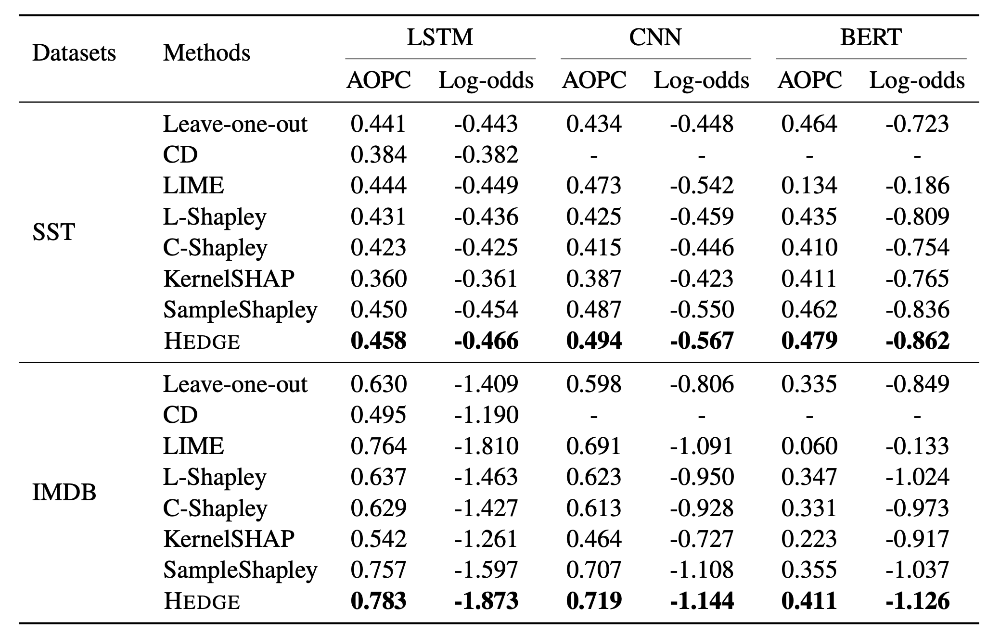 Datasets Methods LSTM CNN BERT
AOPC Log-odds AOPC Log-odds AOPC Log-odds
SST
Leave-one-out 0.441 -0.443 0.434 -0.448 0.464 -0.723
CD 0.384 -0.382 - - - -
LIME 0.444 -0.449 0.473 -0.542 0.134 -0.186
L-Shapley 0.431 -0.436 0.425 -0.459 0.435 -0.809
C-Shapley 0.423 -0.425 0.415 -0.446 0.410 -0.754
KernelSHAP 0.360 -0.361 0.387 -0.423 0.411 -0.765
SampleShapley 0.450 -0.454 0.487 -0.550 0.462 -0.836
HEDGE 0.458 -0.466 0.494 -0.567 0.479 -0.862
IMDB
Leave-one-out 0.630 -1.409 0.598 -0.806 0.335 -0.849
CD 0.495 -1.190 - - - -
LIME 0.764 -1.810 0.691 -1.091 0.060 -0.133
L-Shapley 0.637 -1.463 0.623 -0.950 0.347 -1.024
C-Shapley 0.629 -1.427 0.613 -0.928 0.331 -0.973
KernelSHAP 0.542 -1.261 0.464 -0.727 0.223 -0.917
SampleShapley 0.757 -1.597 0.707 -1.108 0.355 -1.037
HEDGE 0.783 -1.873 0.719 -1.144 0.411 -1.126